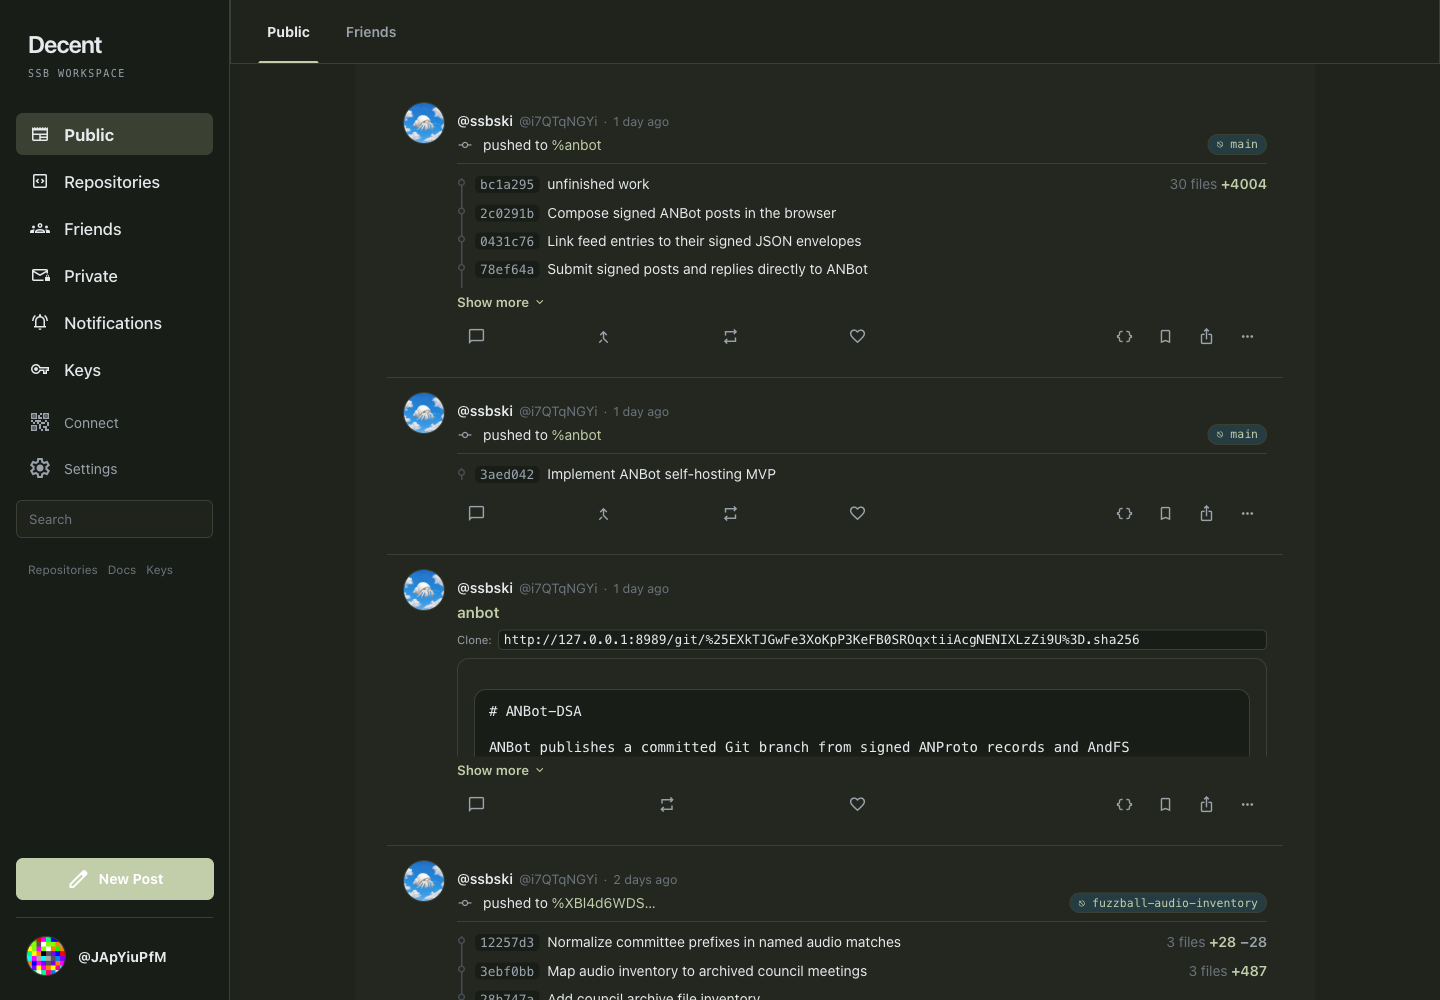 Decent
SSB WORKSPACE
Public
Repositories
Friends
Private
Notifications
Keys
Connect
Settings
Search
Repositories Docs Keys
New Post
@JApYiuPfM
Public Friends
@ssbski @i7QTqNGYi · 1 day ago
pushed to %anbot
main
bc1a295 unfinished work 30 files +4004
2c0291b Compose signed ANBot posts in the browser
0431c76 Link feed entries to their signed JSON envelopes
78ef64a Submit signed posts and replies directly to ANBot
Show more
@ssbski @i7QTqNGYi · 1 day ago
pushed to %anbot
main
3aed042 Implement ANBot self-hosting MVP
@ssbski @i7QTqNGYi · 1 day ago
anbot
Clone: http://127.0.0.1:8989/git/%25EXkTJGwFe3XoKpP3KeFB0SROqxtiiAcgNENIXLzZi9U%3D.sha256
# ANBot-DSA
ANBot publishes a committed Git branch from signed ANProto records and AndFS
Show more
@ssbski @i7QTqNGYi · 2 days ago
pushed to %XBl4d6WDS...
fuzzball-audio-inventory
12257d3 Normalize committee prefixes in named audio matches 3 files +28 −28
3ebf0bb Map audio inventory to archived council meetings 3 files +487
28b747a Add council archive file inventory